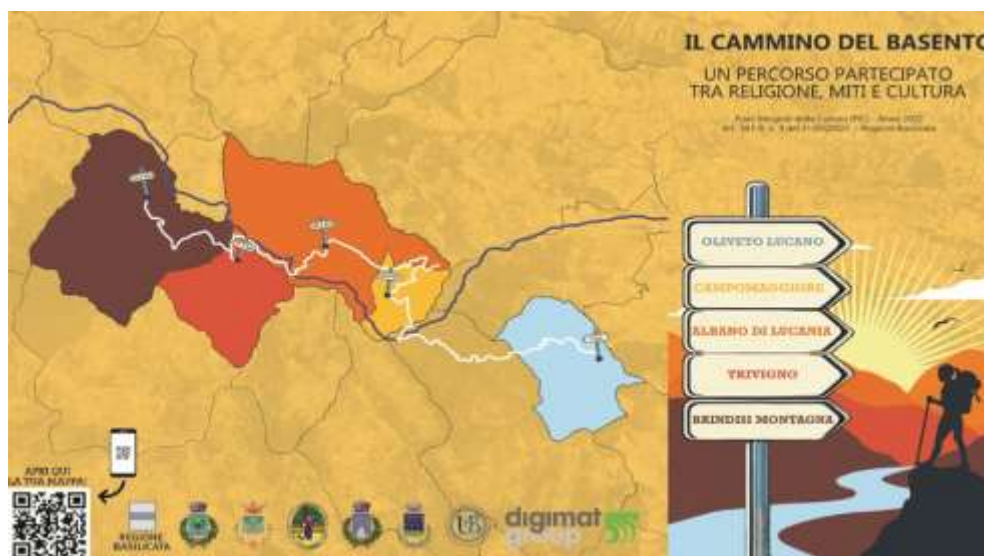 IL CAMMINO DEL BASENTO
UN PERCORSO PARTECIPATO
TRA RELIGIONE, MITI E CULTURA
OLIVETO LUCANO
CAMPOMAGGIORE
ALBANO DI LUCANIA
TRIVIGNO
BRINDISI MONTAGNA
APRI QUI
LA TUA MAPPA!
REGIONE
BASILICATA
digimat
group